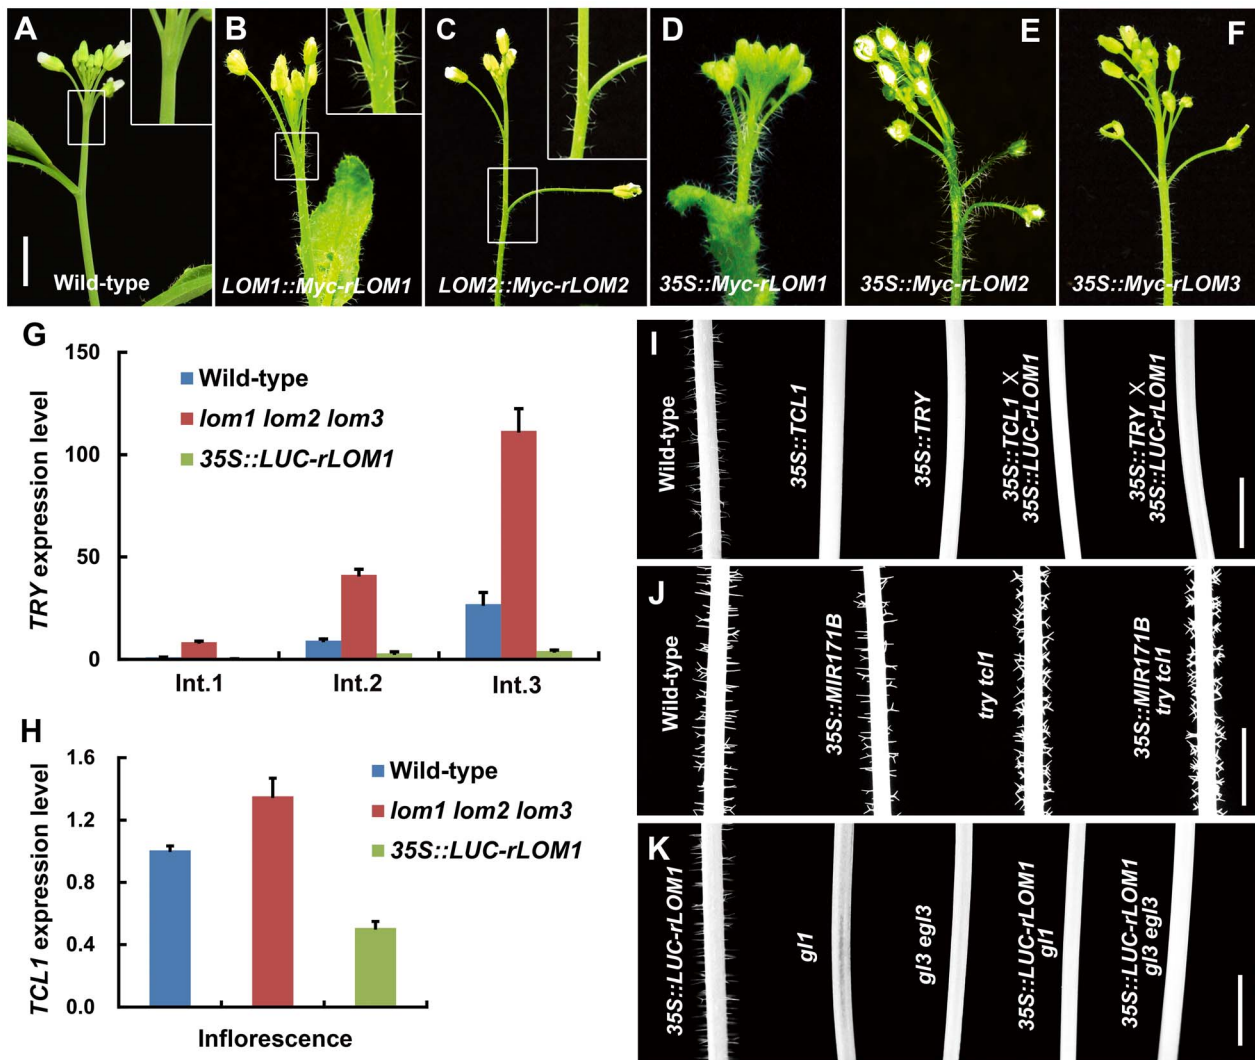 A
B
C
D
E
F
Wild-type
LOM1::Myc-rLOM1
LOM2::Myc-rLOM2
35S::Myc-rLOM1
35S::Myc-rLOM2
35S::Myc-rLOM3
G
TRY expression level
150
100
50
0
Wild-type
lom1 lom2 lom3
35S::LUC-rLOM1
Int.1
Int.2
Int.3
H
TCL1 expression level
1.6
1.2
0.8
0.4
0.0
Wild-type
lom1 lom2 lom3
35S::LUC-rLOM1
Inflorescence
I
Wild-type
35S::TCL1
35S::TRY
35S::TCL1 X
35S::LUC-rLOM1
35S::TRY X
35S::LUC-rLOM1
J
Wild-type
35S::MIR171B
try tcl1
35S::MIR171B
try tcl1
K
35S::LUC-rLOM1
gl1
gl3 egl3
35S::LUC-rLOM1
gl1
35S::LUC-rLOM1
gl3 egl3